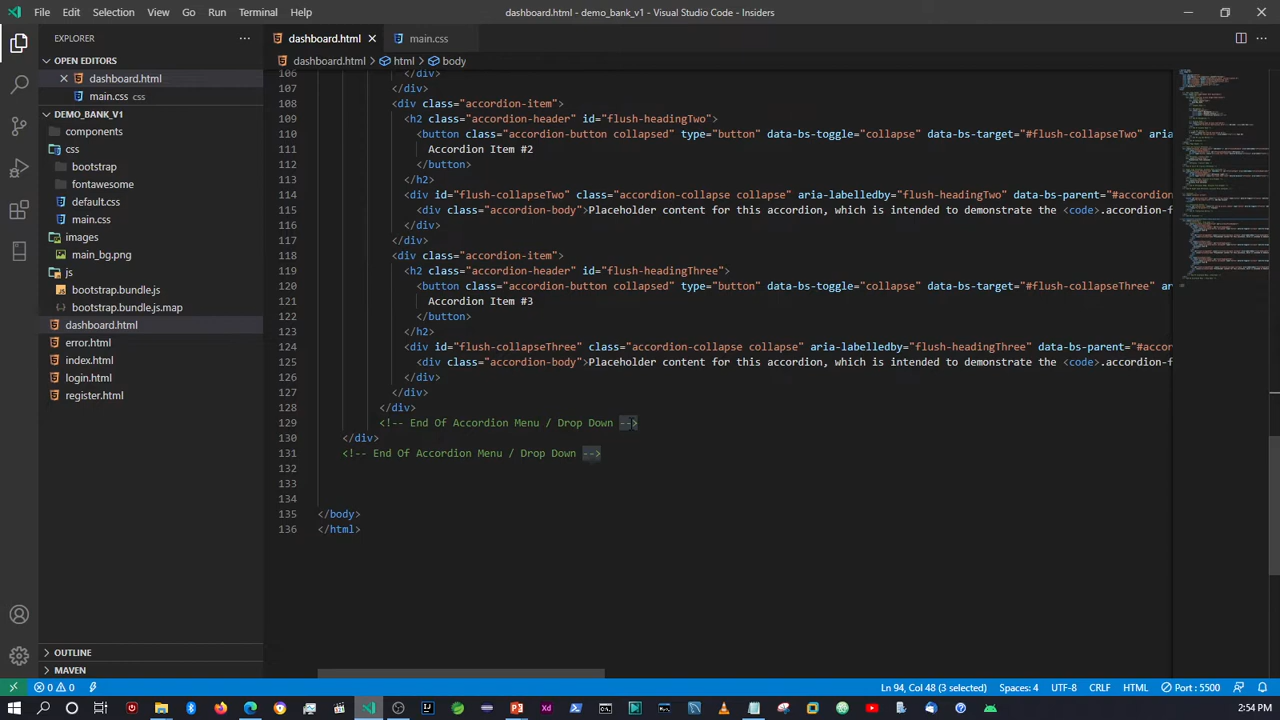 File Edit Selection View Go Run Terminal Help
dashboard.html - demo_bank_v1 - Visual Studio Code - Insiders
EXPLORER
dashboard.html
main.css
OPEN EDITORS
dashboard.html > html > body
dashboard.html
main.css css
DEMO_BANK_V1
components
css
bootstrap
fontawesome
default.css
main.css
images
main_bg.png
js
bootstrap.bundle.js
bootstrap.bundle.js.map
dashboard.html
error.html
index.html
login.html
register.html
OUTLINE
MAVEN
106 </div>
107 </div>
108 <div class="accordion-item">
109 <h2 class="accordion-header" id="flush-headingTwo">
110 <button class="accordion-button collapsed" type="button" data-bs-toggle="collapse" data-bs-target="#flush-collapseTwo" aria
111 Accordion Item #2
112 </button>
113 </h2>
114 <div id="flush-collapseTwo" class="accordion-collapse collapse" aria-labelledby="flush-headingTwo" data-bs-parent="#accordion
115 <div class="accordion-body">Placeholder content for this accordion, which is intended to demonstrate the <code>.accordion-f
116 </div>
117 </div>
118 <div class="accordion-item">
119 <h2 class="accordion-header" id="flush-headingThree">
120 <button class="accordion-button collapsed" type="button" data-bs-toggle="collapse" data-bs-target="#flush-collapseThree" ar
121 Accordion Item #3
122 </button>
123 </h2>
124 <div id="flush-collapseThree" class="accordion-collapse collapse" aria-labelledby="flush-headingThree" data-bs-parent="#accor
125 <div class="accordion-body">Placeholder content for this accordion, which is intended to demonstrate the <code>.accordion-f
126 </div>
127 </div>
128 </div>
129 <!-- End Of Accordion Menu / Drop Down -->
130 </div>
131 <!-- End Of Accordion Menu / Drop Down -->
132
133
134
135 </body>
136 </html>
0 0
Ln 94, Col 48 (3 selected) Spaces: 4 UTF-8 CRLF HTML Port : 5500
2:54 PM